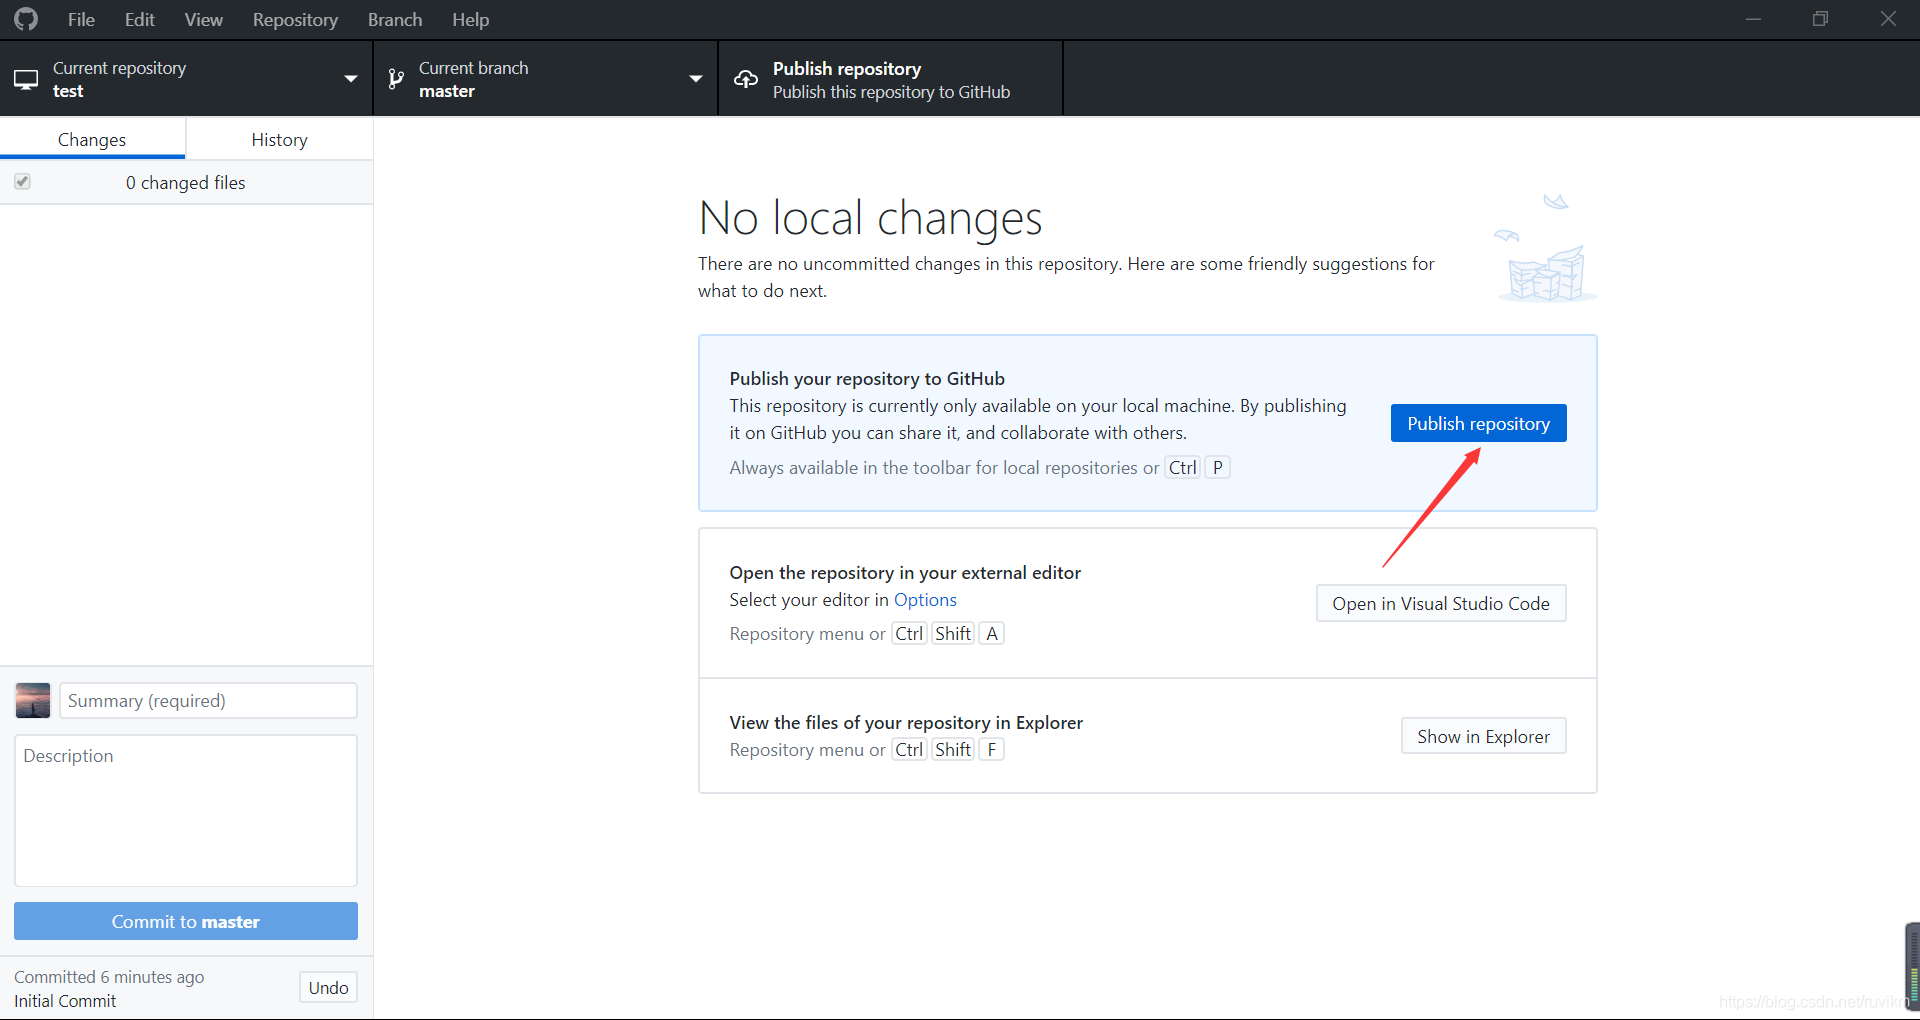 File Edit View Repository Branch Help
Current repository
test
Current branch
master
Publish repository
Publish this repository to GitHub
Changes
History
0 changed files
No local changes
There are no uncommitted changes in this repository. Here are some friendly suggestions for
what to do next.
Publish your repository to GitHub
This repository is currently only available on your local machine. By publishing
it on GitHub you can share it, and collaborate with others.
Always available in the toolbar for local repositories or Ctrl P
Publish repository
Open the repository in your external editor
Select your editor in Options
Repository menu or Ctrl Shift A
Open in Visual Studio Code
View the files of your repository in Explorer
Repository menu or Ctrl Shift F
Show in Explorer
Summary (required)
Description
Commit to master
Committed 6 minutes ago
Initial Commit
Undo